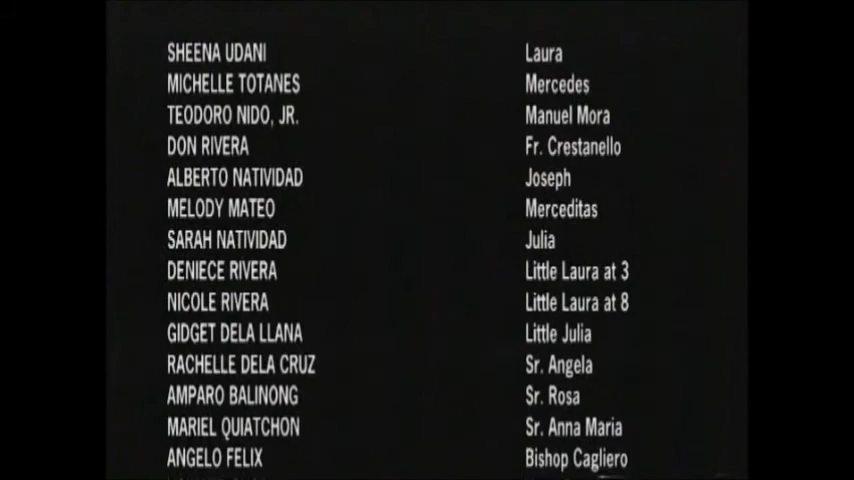 SHEENA UDANI Laura
MICHELLE TOTANES Mercedes
TEODORO NIDO, JR. Manuel Mora
DON RIVERA Fr. Crestanello
ALBERTO NATIVIDAD Joseph
MELODY MATEO Merceditas
SARAH NATIVIDAD Julia
DENIECE RIVERA Little Laura at 3
NICOLE RIVERA Little Laura at 8
GIDGET DELA LLANA Little Julia
RACHELLE DELA CRUZ Sr. Angela
AMPARO BALINONG Sr. Rosa
MARIEL QUIATCHON Sr. Anna Maria
ANGELO FELIX Bishop Cagliero